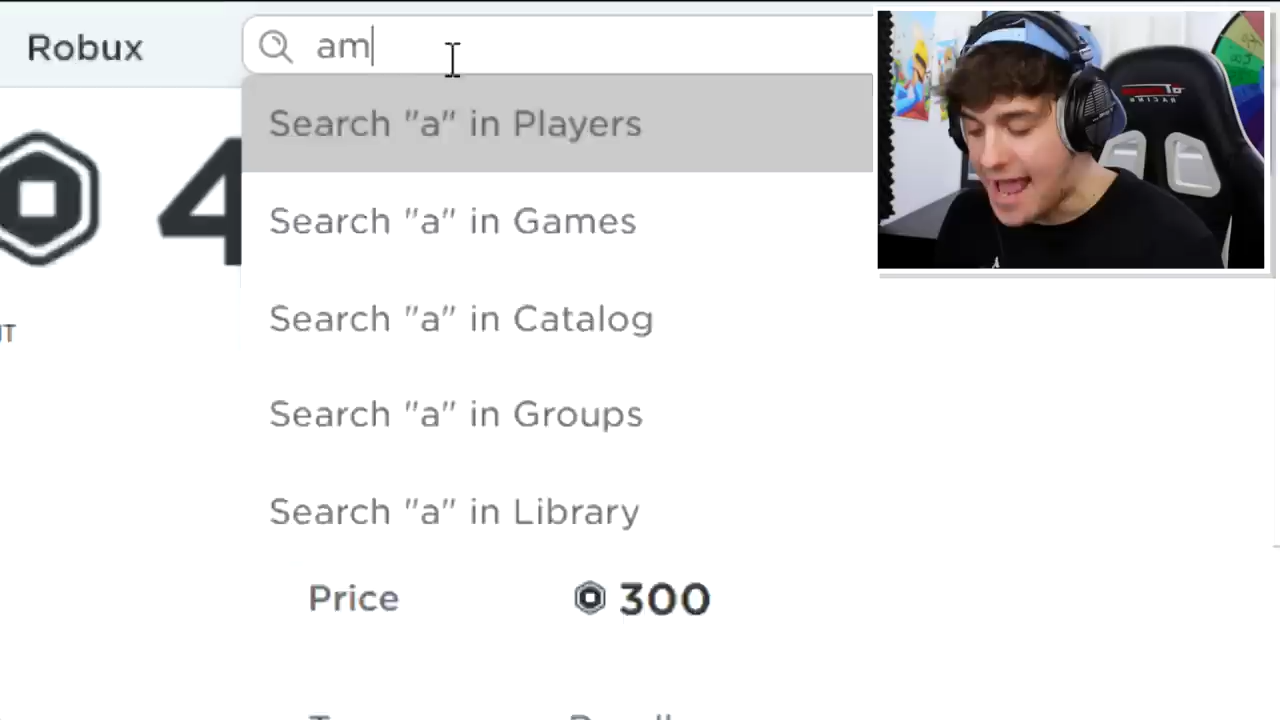 Robux
am
Search "a" in Players
4
Search "a" in Games
Search "a" in Catalog
Search "a" in Groups
Search "a" in Library
Price 300